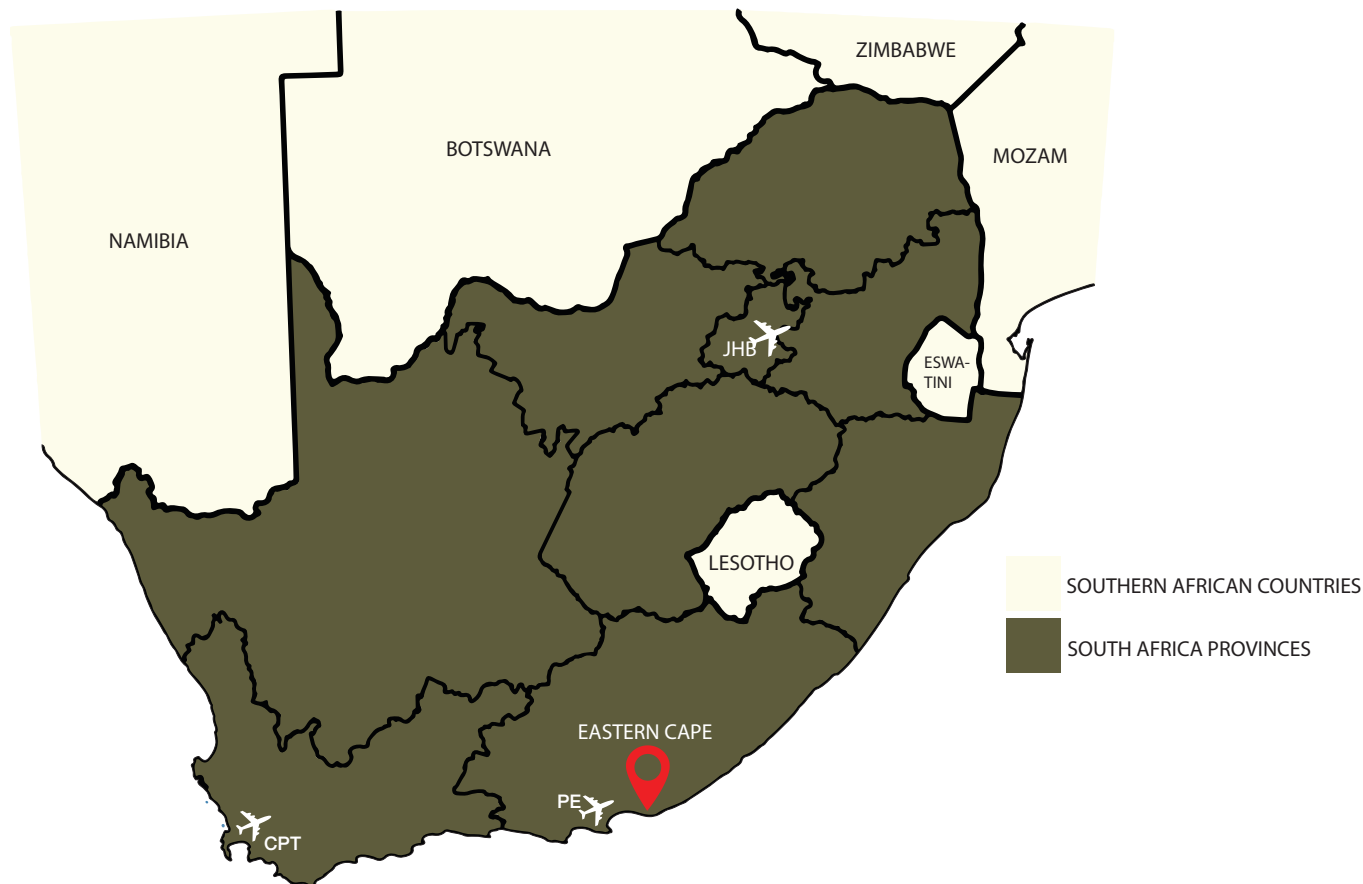 ZIMBABWE
BOTSWANA
MOZAM
NAMIBIA
JHB
ESWA-
TINI
LESOTHO
SOUTHERN AFRICAN COUNTRIES
SOUTH AFRICA PROVINCES
EASTERN CAPE
PE
CPT